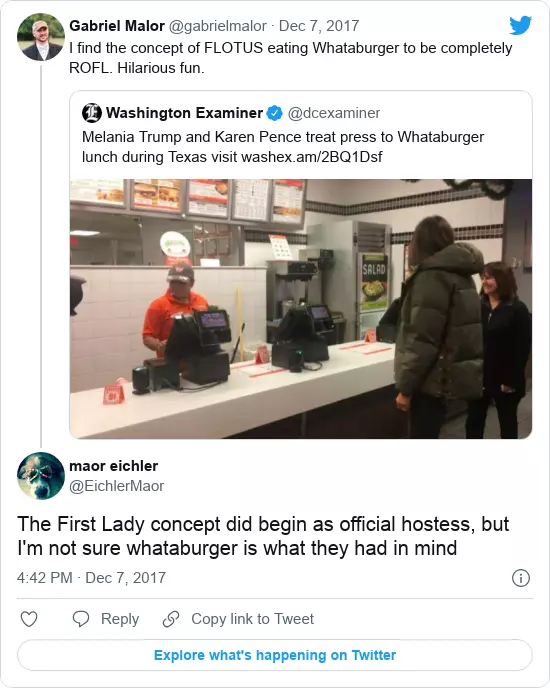 Gabriel Malor @gabrielmalor · Dec 7, 2017
I find the concept of FLOTUS eating Whataburger to be completely
ROFL. Hilarious fun.
Washington Examiner @dcexaminer
Melania Trump and Karen Pence treat press to Whataburger
lunch during Texas visit washex.am/2BQ1Dsf
SALAD
maor eichler
@EichlerMaor
The First Lady concept did begin as official hostess, but
I'm not sure whataburger is what they had in mind
4:42 PM · Dec 7, 2017
Reply
Copy link to Tweet
Explore what's happening on Twitter